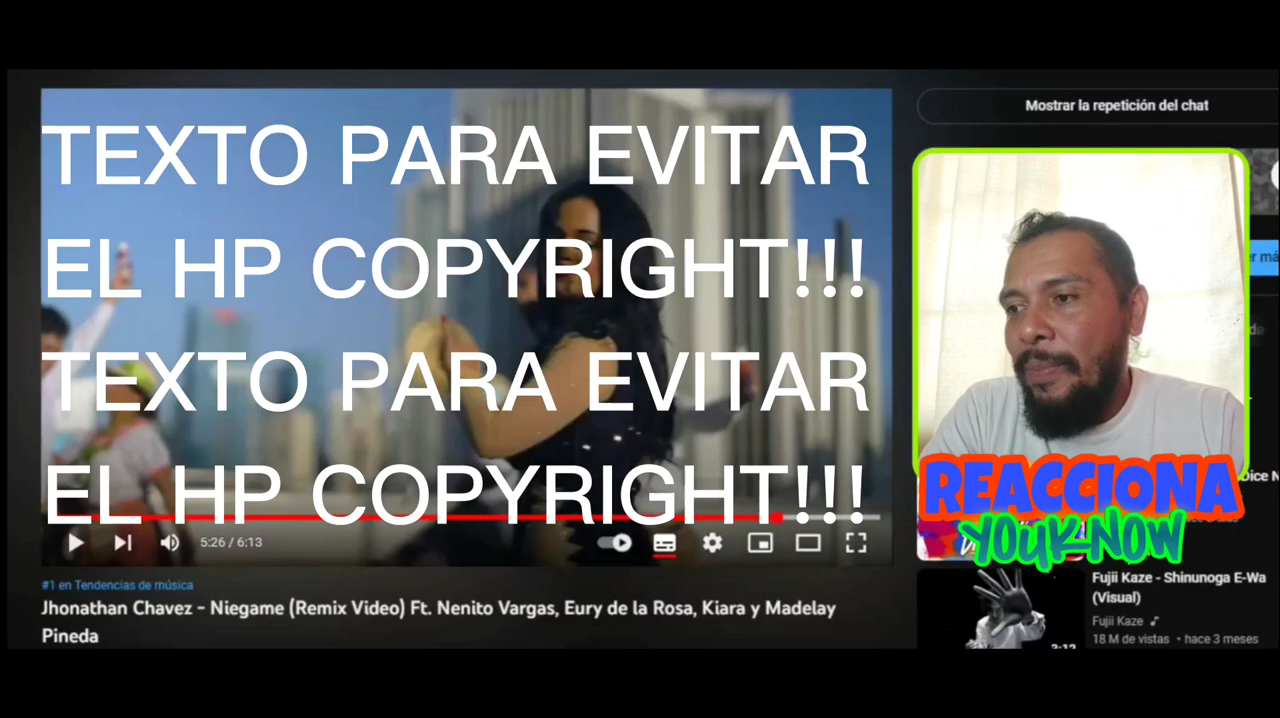 Mostrar la repetición del chat
TEXTO PARA EVITAR
EL HP COPYRIGHT!!!
TEXTO PARA EVITAR
EL HP COPYRIGHT!!!
5:26 / 6:13
#1 en Tendencias de música
Jhonathan Chavez - Niegame (Remix Video) Ft. Nenito Vargas, Eury de la Rosa, Kiara y Madelay
Pineda
REACCIONA
YOUK-NOW
Fujii Kaze - Shinunoga E-Wa
(Visual)
Fujii Kaze
18 M de vistas • hace 3 meses